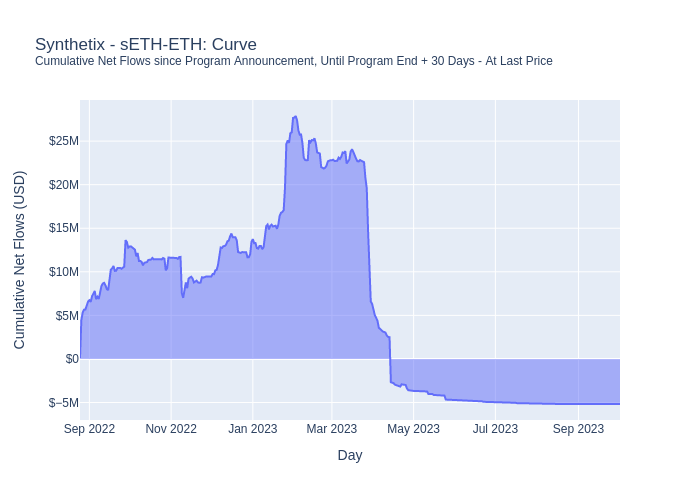 Synthetix - sETH-ETH: Curve
Cumulative Net Flows since Program Announcement, Until Program End + 30 Days - At Last Price
Cumulative Net Flows (USD)
$25M
$20M
$15M
$10M
$5M
$0
$−5M
Sep 2022 Nov 2022 Jan 2023 Mar 2023 May 2023 Jul 2023 Sep 2023
Day